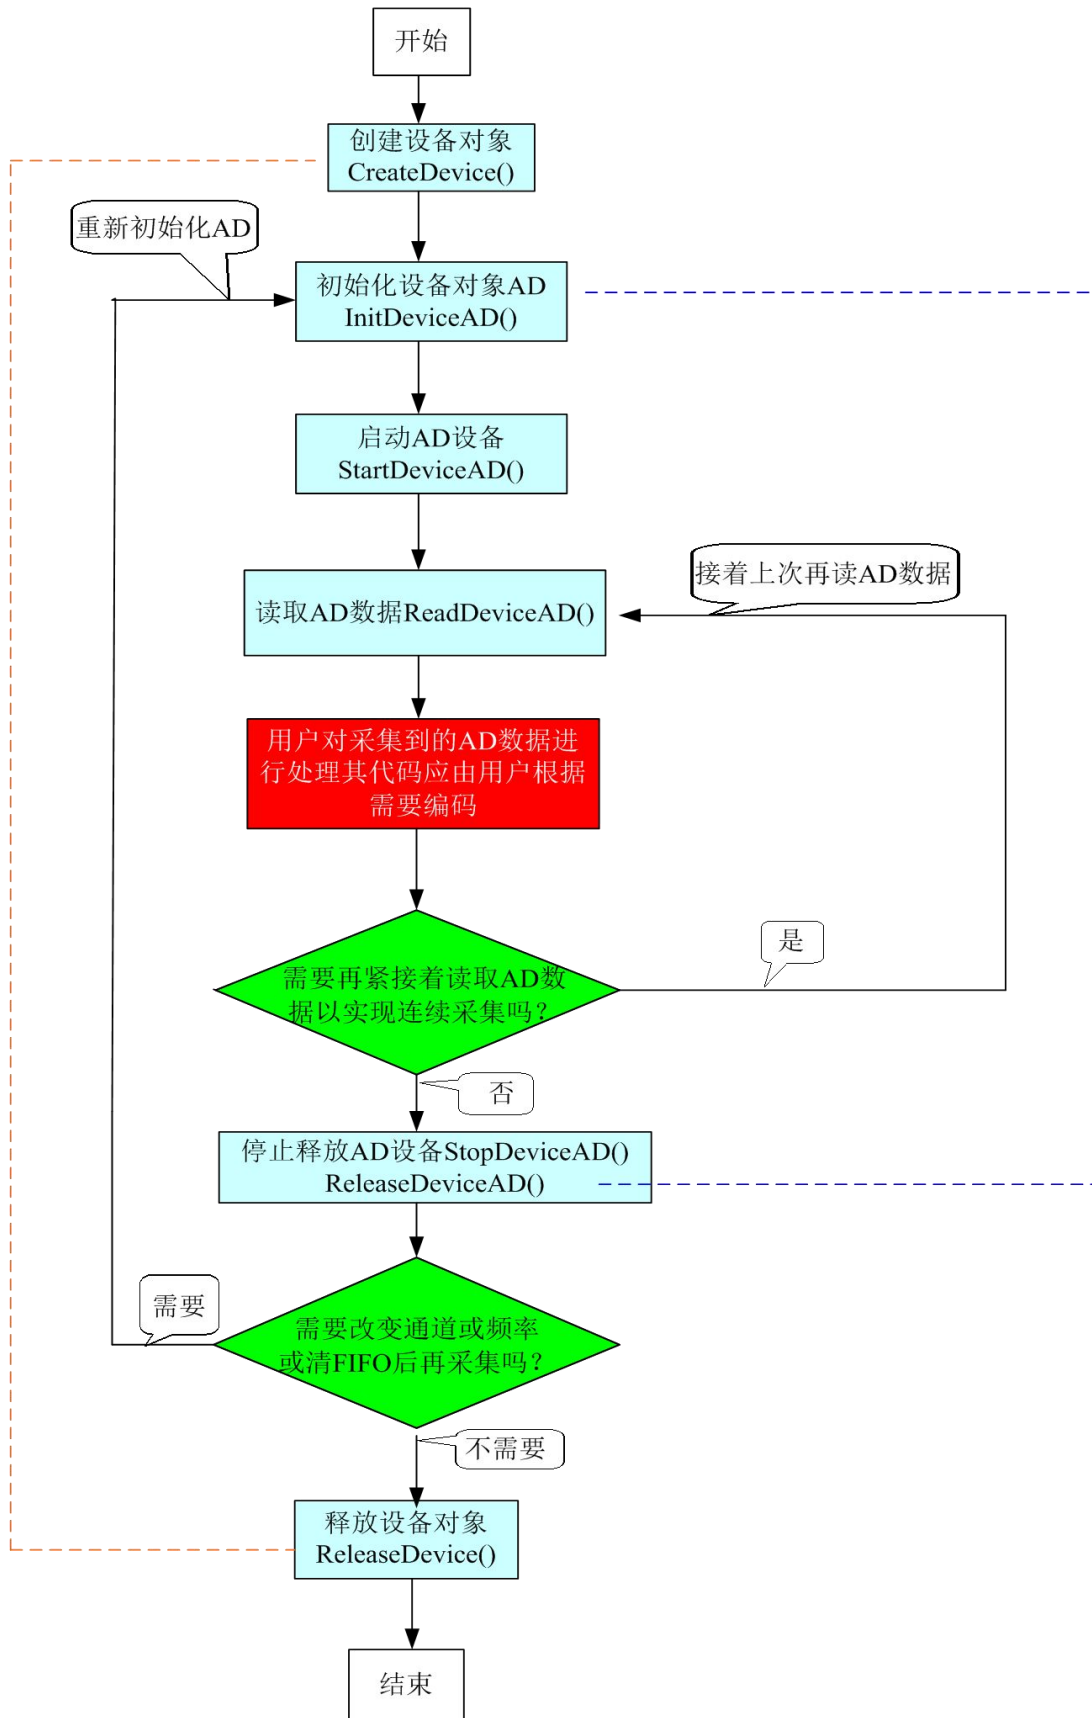 开始
创建设备对象
CreateDevice()
重新初始化AD
初始化设备对象AD
InitDeviceAD()
启动AD设备
StartDeviceAD()
接着上次再读AD数据
读取AD数据ReadDeviceAD()
用户对采集到的AD数据进
行处理其代码应由用户根据
需要编码
是
需要再紧接着读取AD数
据以实现连续采集吗？
否
停止释放AD设备StopDeviceAD()
ReleaseDeviceAD()
需要
需要改变通道或频率
或清FIFO后再采集吗？
不需要
释放设备对象
ReleaseDevice()
结束